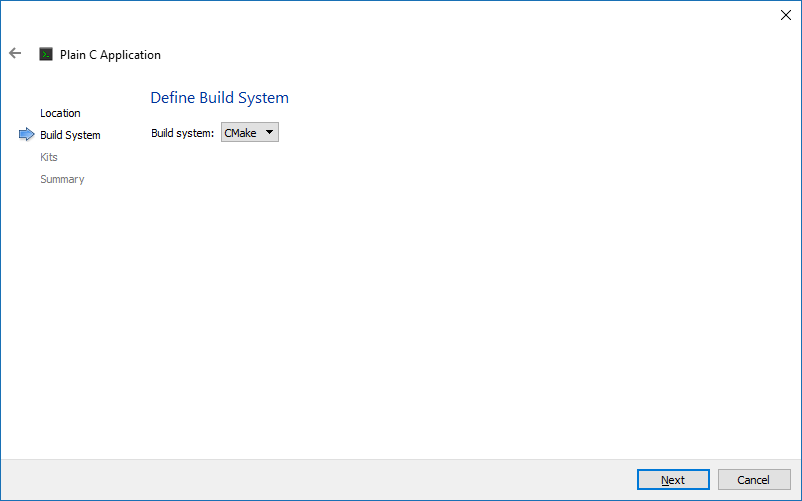 Plain C Application
Location
Build System
Kits
Summary
Define Build System
Build system: CMake
Next
Cancel